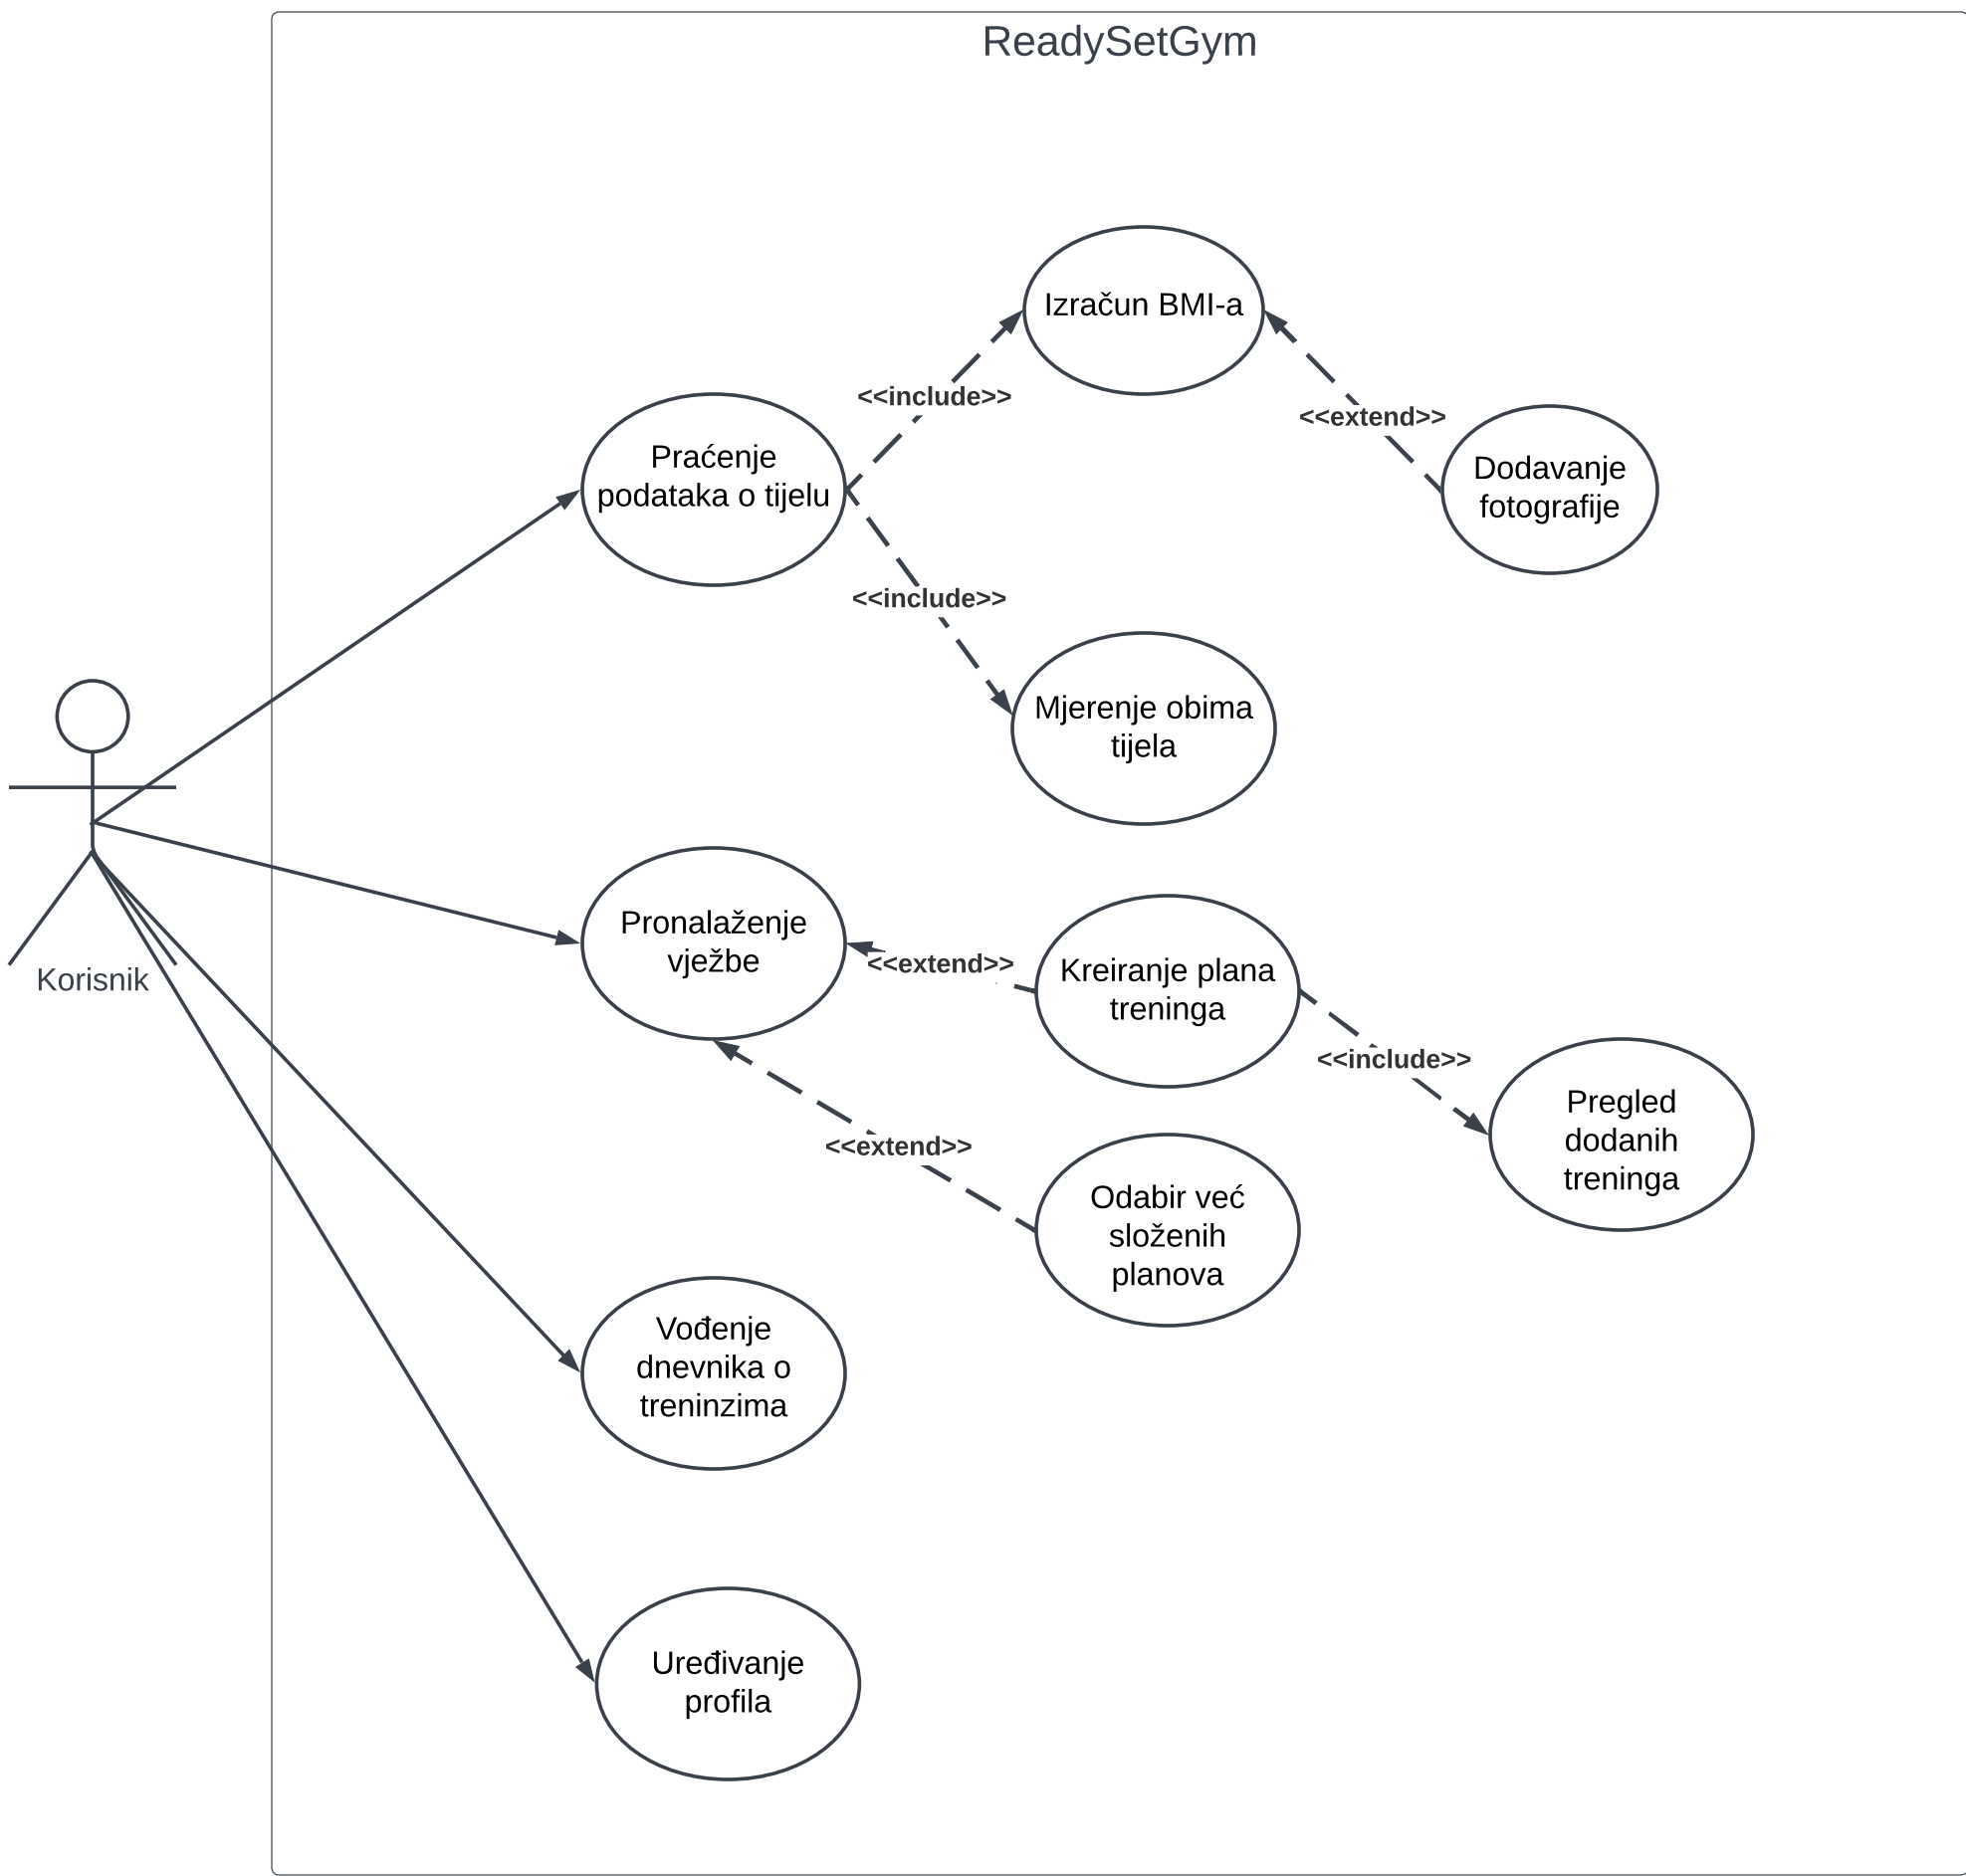 ReadySetGym
Izračun BMI-a
<<include>>
<<extend>>
Praćenje
podataka o tijelu
Dodavanje
fotografije
<<include>>
Mjerenje obima
tijela
Korisnik
Pronalaženje
vježbe
<<extend>>
Kreiranje plana
treninga
<<include>>
Pregled
dodanih
treninga
<<extend>>
Odabir već
složenih
planova
Vođenje
dnevnika o
treninzima
Uređivanje
profila